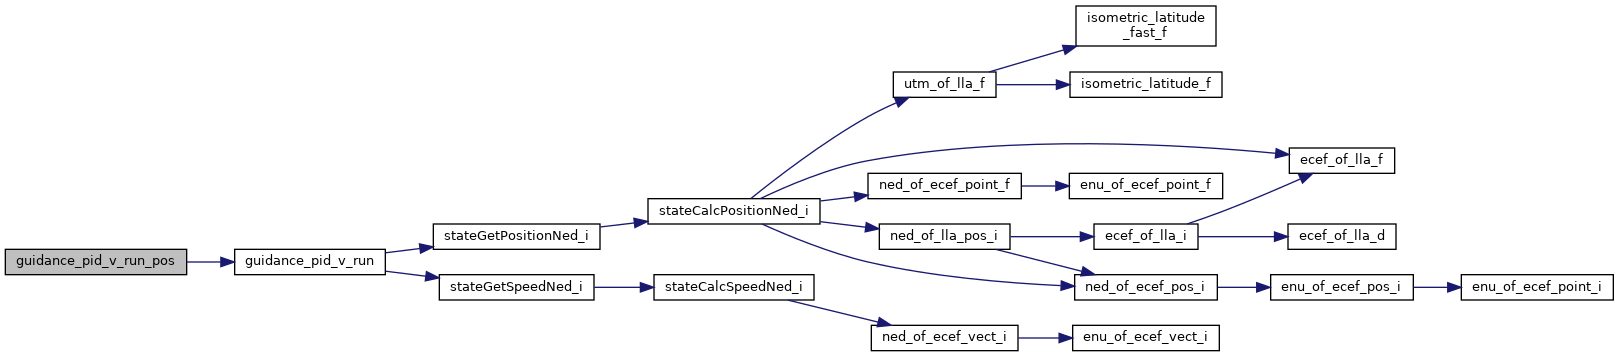 isometric_latitude
_fast_f
utm_of_lla_f
isometric_latitude_f
ecef_of_lla_f
ned_of_ecef_point_f
enu_of_ecef_point_f
stateCalcPositionNed_i
stateGetPositionNed_i
ned_of_lla_pos_i
ecef_of_lla_i
ecef_of_lla_d
guidance_pid_v_run_pos
guidance_pid_v_run
stateGetSpeedNed_i
stateCalcSpeedNed_i
ned_of_ecef_pos_i
enu_of_ecef_pos_i
enu_of_ecef_point_i
ned_of_ecef_vect_i
enu_of_ecef_vect_i